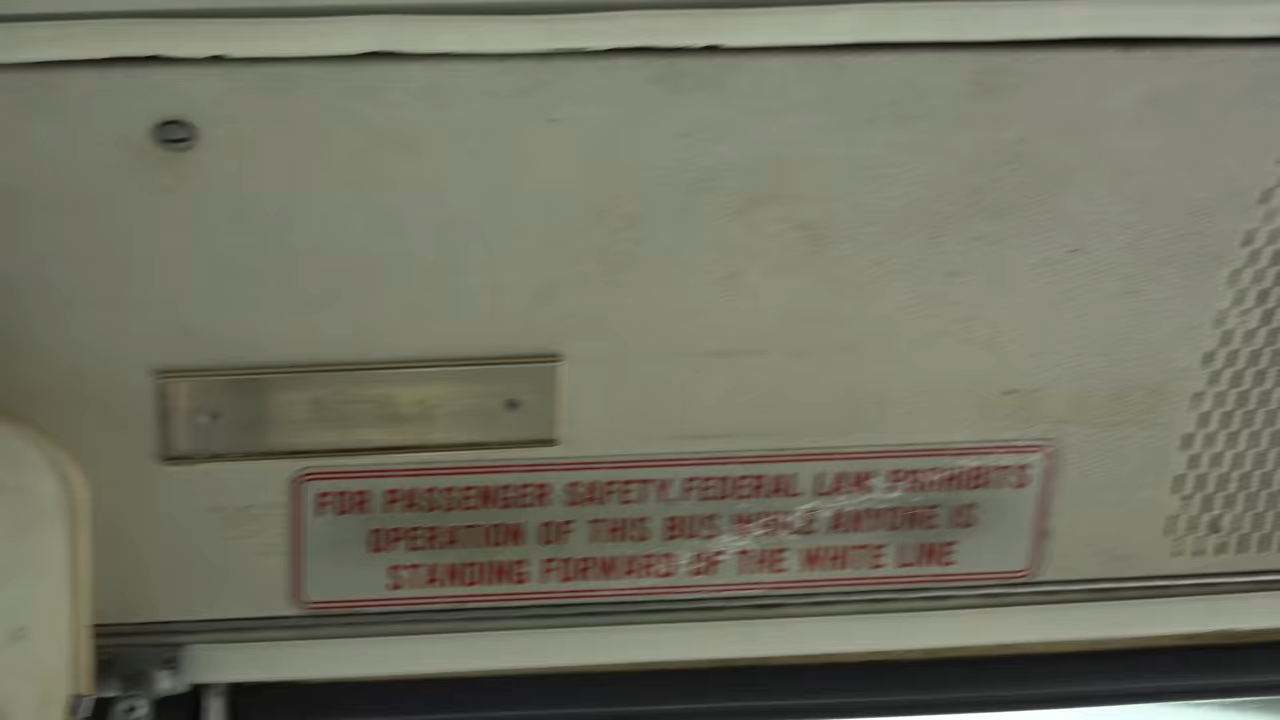 FOR PASSENGER SAFETY, FEDERAL LAW PROHIBITS
OPERATION OF THIS BUS WHILE ANYONE IS
STANDING FORWARD OF THE WHITE LINE